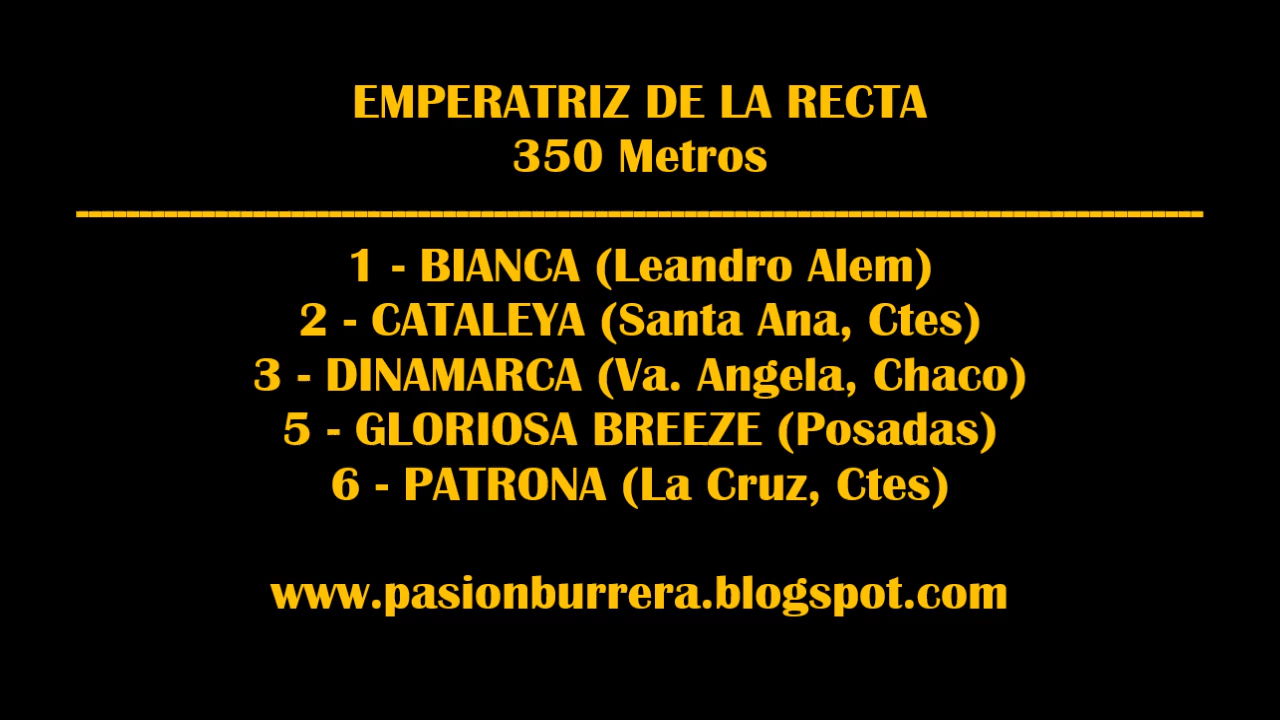 EMPERATRIZ DE LA RECTA
350 Metros
--------------------------------------------------------------------------------
1 - BIANCA (Leandro Alem)
2 - CATALEYA (Santa Ana, Ctes)
3 - DINAMARCA (Va. Angela, Chaco)
5 - GLORIOSA BREEZE (Posadas)
6 - PATRONA (La Cruz, Ctes)
www.pasionburrera.blogspot.com